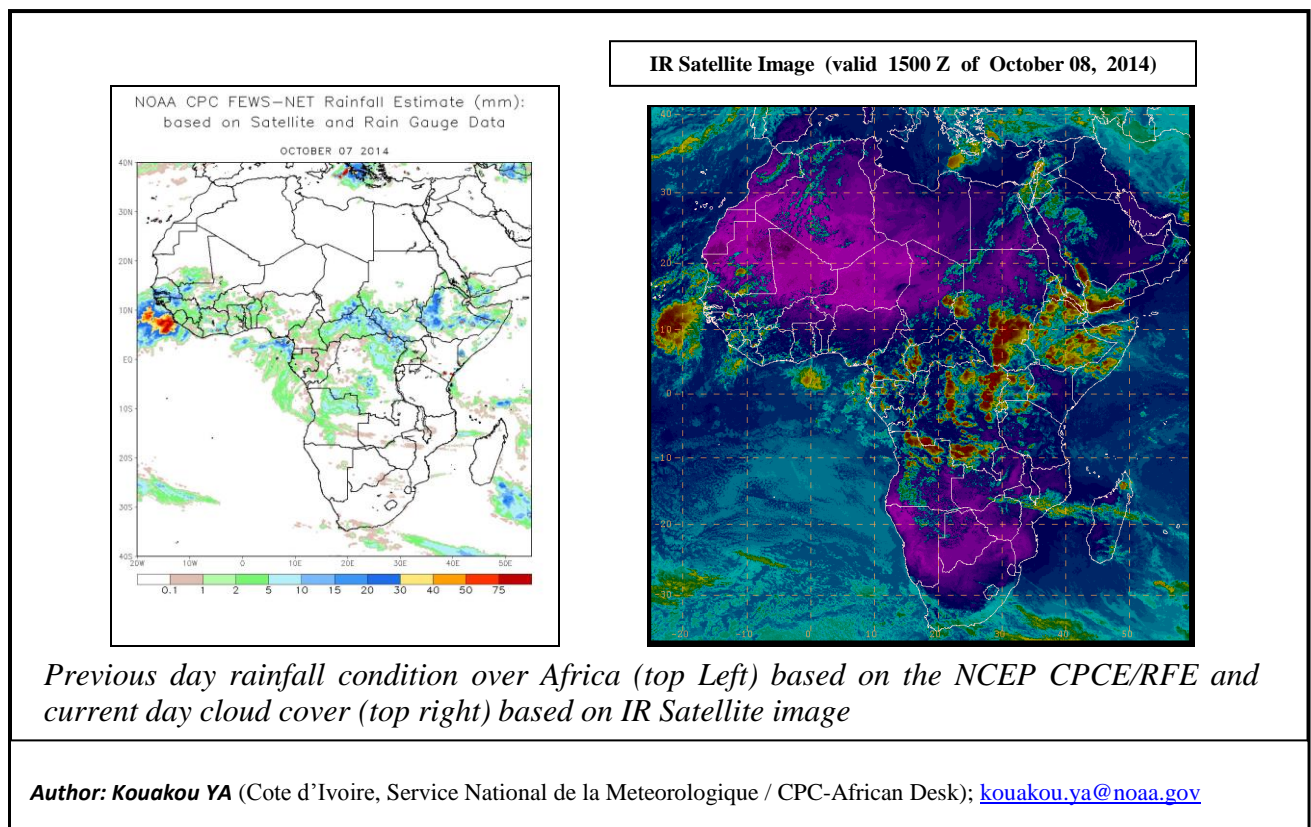 IR Satellite Image (valid 1500 Z of October 08, 2014)
NOAA CPC FEWS-NET Rainfall Estimate (mm):
based on Satellite and Rain Gauge Data
OCTOBER 07 2014
40N
30N
20N
10N
EQ
10S
20S
30S
40S
20W 10W 0 10E 20E 30E 40E 50E
0.1 1 2 5 10 15 20 30 40 50 75
40
30
20
10
0
-10
-20
-30
-20 -10 0 10 20 30 40 50
Previous day rainfall condition over Africa (top Left) based on the NCEP CPCE/RFE and
current day cloud cover (top right) based on IR Satellite image
Author: Kouakou YA (Cote d’Ivoire, Service National de la Meteorologique / CPC-African Desk); kouakou.ya@noaa.gov